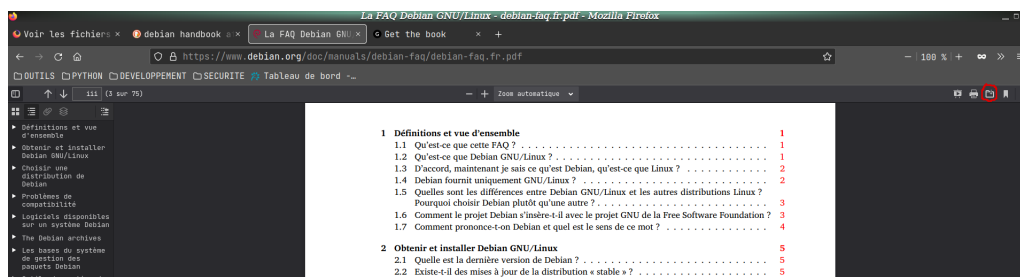 La FAQ Debian GNU/Linux - debian-faq.fr.pdf - Mozilla Firefox
Voir les fichiers × debian handbook a × La FAQ Debian GNU × Get the book × +
https://www.debian.org/doc/manuals/debian-faq/debian-faq.fr.pdf − 100 % +
OUTILS PYTHON DEVELOPPEMENT SECURITE Tableau de bord -…
iii (3 sur 75) − + Zoom automatique
Définitions et vue
d'ensemble
Obtenir et installer
Debian GNU/Linux
Choisir une
distribution de
Debian
Problèmes de
compatibilité
Logiciels disponibles
sur un système Debian
The Debian archives
Les bases du système
de gestion des
paquets Debian
1 Définitions et vue d'ensemble 1
1.1 Qu'est-ce que cette FAQ ? . . . . . . . . . . . . . . . . . . . . 1
1.2 Qu'est-ce que Debian GNU/Linux ? . . . . . . . . . . . . . . . . . . . . 1
1.3 D'accord, maintenant je sais ce qu'est Debian, qu'est-ce que Linux ? . . . . . . . . . . . . 2
1.4 Debian fournit uniquement GNU/Linux ? . . . . . . . . . . . . . . . . . . . . 2
1.5 Quelles sont les différences entre Debian GNU/Linux et les autres distributions Linux ?
Pourquoi choisir Debian plutôt qu'une autre ? . . . . . . . . . . . . . . . . . . . . 3
1.6 Comment le projet Debian s'insère-t-il avec le projet GNU de la Free Software Foundation ? 3
1.7 Comment prononce-t-on Debian et quel est le sens de ce mot ? . . . . . . . . . . . . . 4
2 Obtenir et installer Debian GNU/Linux 5
2.1 Quelle est la dernière version de Debian ? . . . . . . . . . . . . . . . . . . . . 5
2.2 Existe-t-il des mises à jour de la distribution « stable » ? . . . . . . . . . . . . . . . . 5